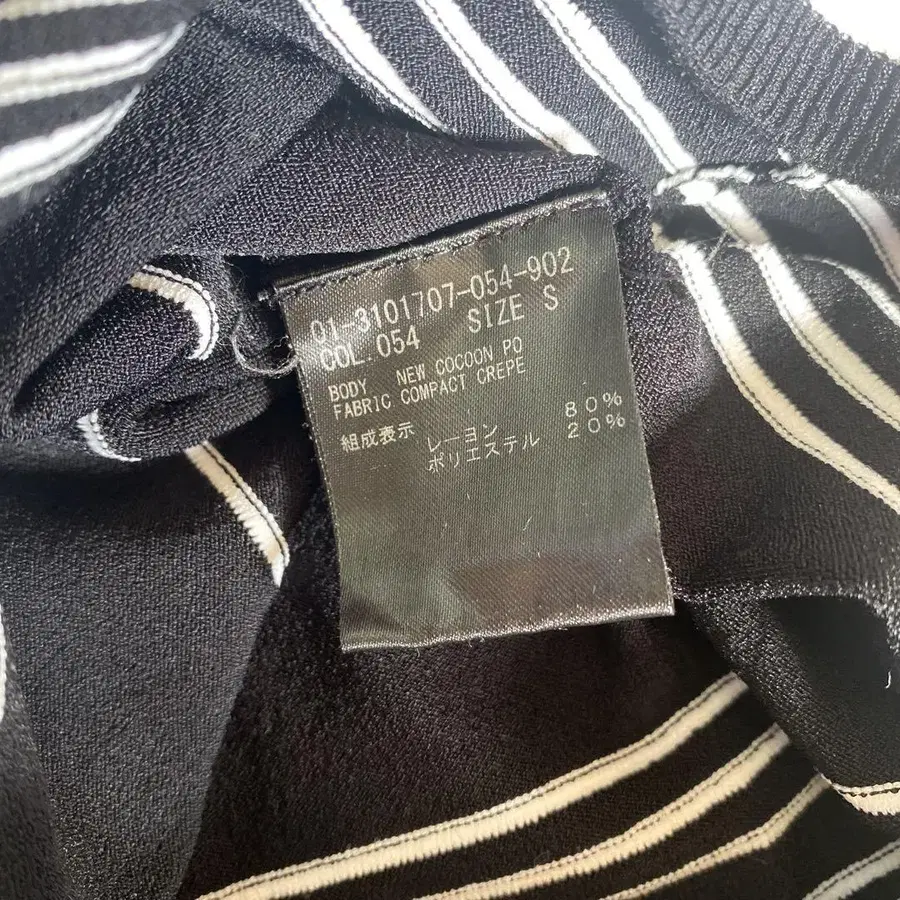 01-3101707-054-902
COL.054 SIZE S
BODY NEW COCOON PO
FABRIC COMPACT CREPE
組成表示 レーヨン 80%
ポリエステル 20%